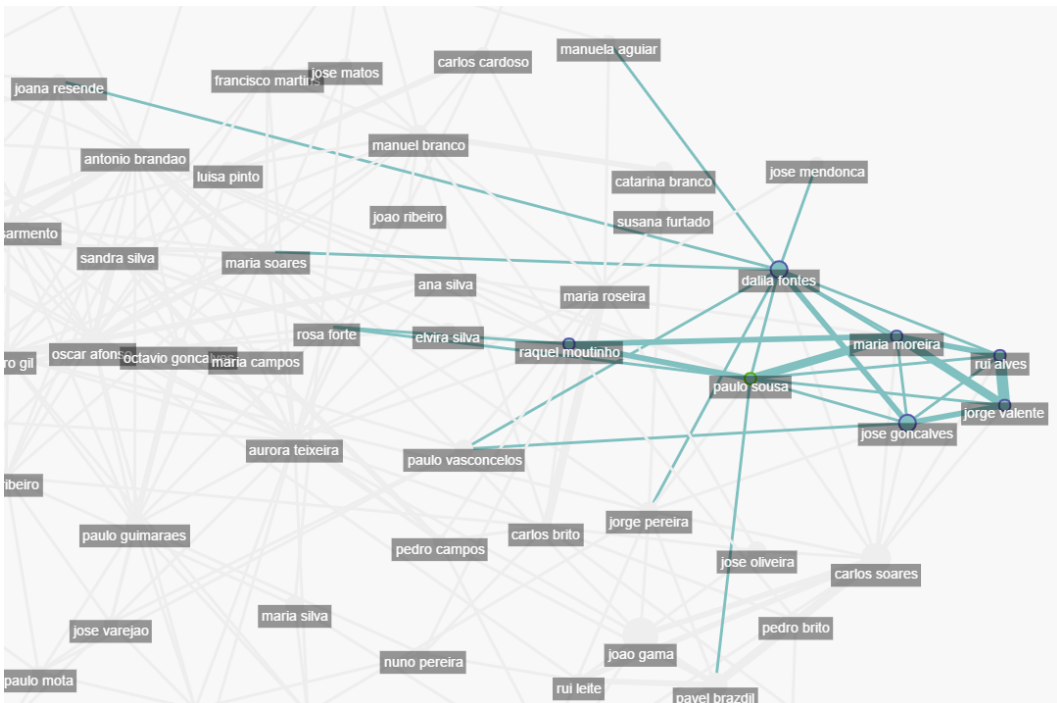 manuela aguiar
carlos cardoso
francisco martins
jose matos
joana resende
manuel branco
antonio brandao
luisa pinto
jose mendonca
catarina branco
joao ribeiro
susana furtado
sarmento
sandra silva
maria soares
dalila fontes
ana silva
maria roseira
rosa forte
elvira silva
raquel moutinho
maria moreira
oscar afonso
octavio goncalves
maria campos
ro gil
rui alves
paulo sousa
jorge valente
jose goncalves
aurora teixeira
paulo vasconcelos
ribeiro
jorge pereira
paulo guimaraes
carlos brito
pedro campos
jose oliveira
carlos soares
maria silva
jose varejao
pedro brito
joao gama
nuno pereira
paulo mota
rui leite
pavel brazdil